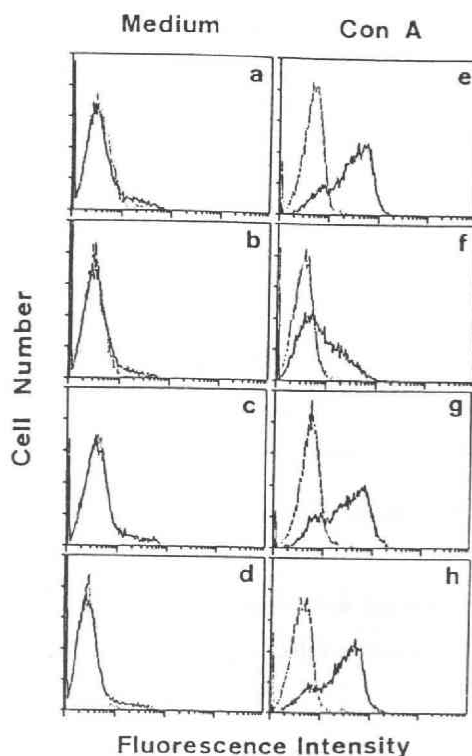 Medium Con A
a e
b f
c g
d h
Cell Number
Fluorescence Intensity